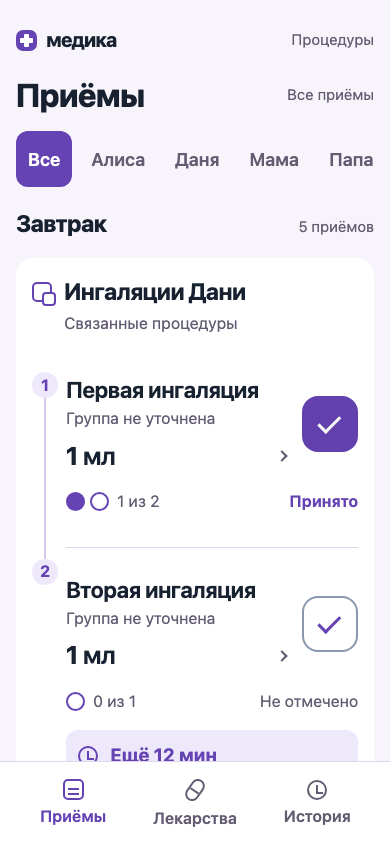 медика
Процедуры
Приёмы
Все приёмы
Все Алиса Даня Мама Папа
Завтрак
5 приёмов
Ингаляции Дани
Связанные процедуры
1
Первая ингаляция
Группа не уточнена
1 мл
1 из 2
Принято
2
Вторая ингаляция
Группа не уточнена
1 мл
0 из 1
Не отмечено
Ещё 12 мин
Приёмы
Лекарства
История